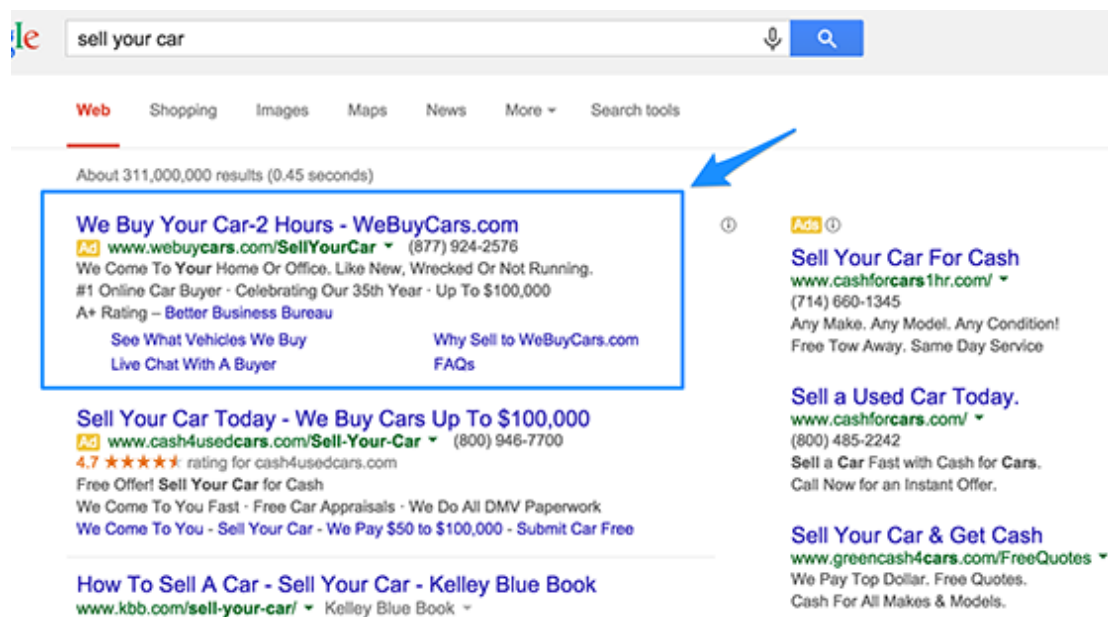 gle
sell your car
Web Shopping Images Maps News More Search tools
About 311,000,000 results (0.45 seconds)
We Buy Your Car-2 Hours - WeBuyCars.com
Ad www.webuycars.com/SellYourCar (877) 924-2576
We Come To Your Home Or Office. Like New, Wrecked Or Not Running.
#1 Online Car Buyer · Celebrating Our 35th Year · Up To $100,000
A+ Rating – Better Business Bureau
See What Vehicles We Buy Why Sell to WeBuyCars.com
Live Chat With A Buyer FAQs
Sell Your Car Today - We Buy Cars Up To $100,000
Ad www.cash4usedcars.com/Sell-Your-Car (800) 946-7700
4.7 ★★★★★ rating for cash4usedcars.com
Free Offer! Sell Your Car for Cash
We Come To You Fast · Free Car Appraisals · We Do All DMV Paperwork
We Come To You - Sell Your Car - We Pay $50 to $100,000 - Submit Car Free
How To Sell A Car - Sell Your Car - Kelley Blue Book
www.kbb.com/sell-your-car/ Kelley Blue Book
Ads
Sell Your Car For Cash
www.cashforcars1hr.com/
(714) 660-1345
Any Make. Any Model. Any Condition!
Free Tow Away. Same Day Service
Sell a Used Car Today.
www.cashforcars.com/
(800) 485-2242
Sell a Car Fast with Cash for Cars.
Call Now for an Instant Offer.
Sell Your Car & Get Cash
www.greencash4cars.com/FreeQuotes
We Pay Top Dollar. Free Quotes.
Cash For All Makes & Models.